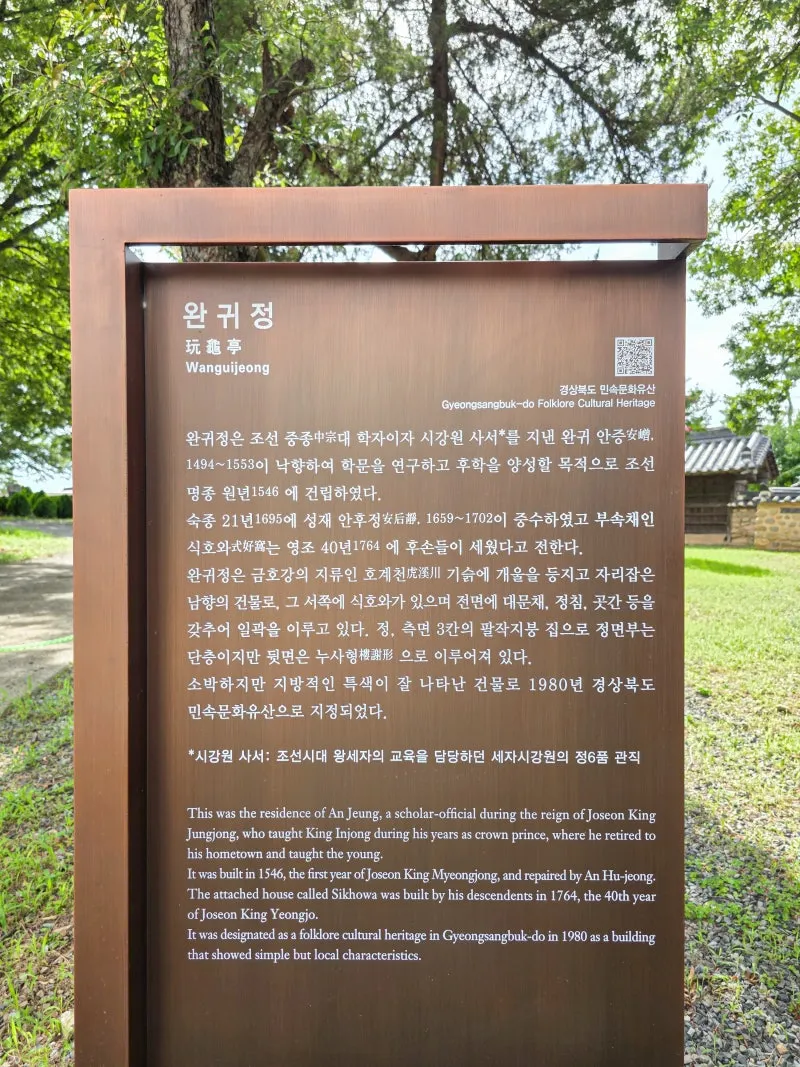 완귀정
玩龜亭
Wanguijeong
경상북도 민속문화유산
Gyeongsangbuk-do Folklore Cultural Heritage
완귀정은 조선 중종中宗대 학자이자 시강원 사서*를 지낸 완귀 안증安嶒,
1494~1553이 낙향하여 학문을 연구하고 후학을 양성할 목적으로 조선
명종 원년1546 에 건립하였다.
숙종 21년1695에 성재 안후정安后靜, 1659~1702이 중수하였고 부속채인
식호와式好窩는 영조 40년1764 에 후손들이 세웠다고 전한다.
완귀정은 금호강의 지류인 호계천虎溪川 기슭에 개울을 등지고 자리잡은
남향의 건물로, 그 서쪽에 식호와가 있으며 전면에 대문채, 정침, 곳간 등을
갖추어 일곽을 이루고 있다. 정, 측면 3칸의 팔작지붕 집으로 정면부는
단층이지만 뒷면은 누사형樓謝形 으로 이루어져 있다.
소박하지만 지방적인 특색이 잘 나타난 건물로 1980년 경상북도
민속문화유산으로 지정되었다.
*시강원 사서: 조선시대 왕세자의 교육을 담당하던 세자시강원의 정6품 관직
This was the residence of An Jeung, a scholar-official during the reign of Joseon King
Jungjong, who taught King Injong during his years as crown prince, where he retired to
his hometown and taught the young.
It was built in 1546, the first year of Joseon King Myeongjong, and repaired by An Hu-jeong.
The attached house called Sikhowa was built by his descendents in 1764, the 40th year
of Joseon King Yeongjo.
It was designated as a folklore cultural heritage in Gyeongsangbuk-do in 1980 as a building
that showed simple but local characteristics.